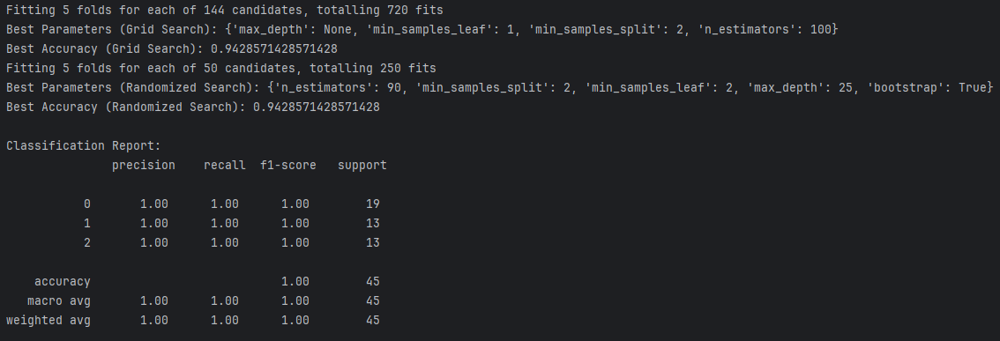 Fitting 5 folds for each of 144 candidates, totalling 720 fits
Best Parameters (Grid Search): {'max_depth': None, 'min_samples_leaf': 1, 'min_samples_split': 2, 'n_estimators': 100}
Best Accuracy (Grid Search): 0.9428571428571428
Fitting 5 folds for each of 50 candidates, totalling 250 fits
Best Parameters (Randomized Search): {'n_estimators': 90, 'min_samples_split': 2, 'min_samples_leaf': 2, 'max_depth': 25, 'bootstrap': True}
Best Accuracy (Randomized Search): 0.9428571428571428

Classification Report:
               precision    recall  f1-score   support

           0       1.00      1.00      1.00        19
           1       1.00      1.00      1.00        13
           2       1.00      1.00      1.00        13

    accuracy                           1.00        45
   macro avg       1.00      1.00      1.00        45
weighted avg       1.00      1.00      1.00        45